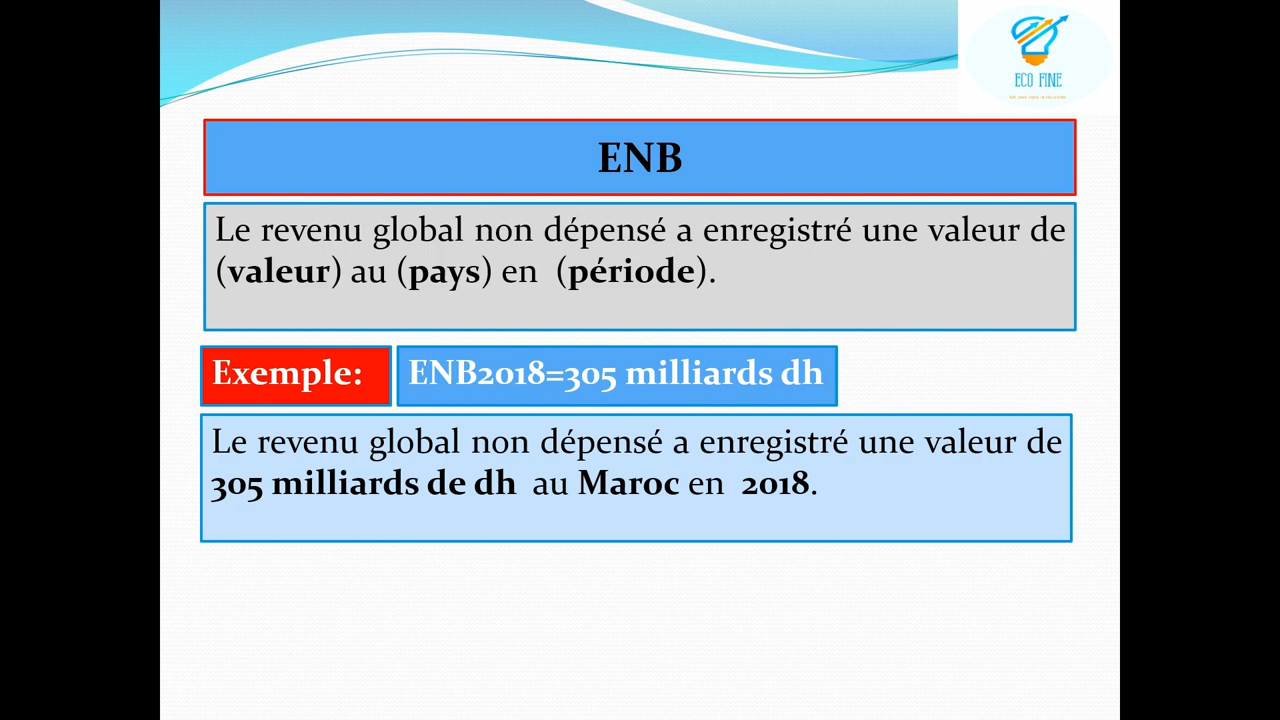 ECO FINE
ENB
Le revenu global non dépensé a enregistré une valeur de
(valeur) au (pays) en (période).
Exemple:
ENB2018=305 milliards dh
Le revenu global non dépensé a enregistré une valeur de
305 milliards de dh au Maroc en 2018.